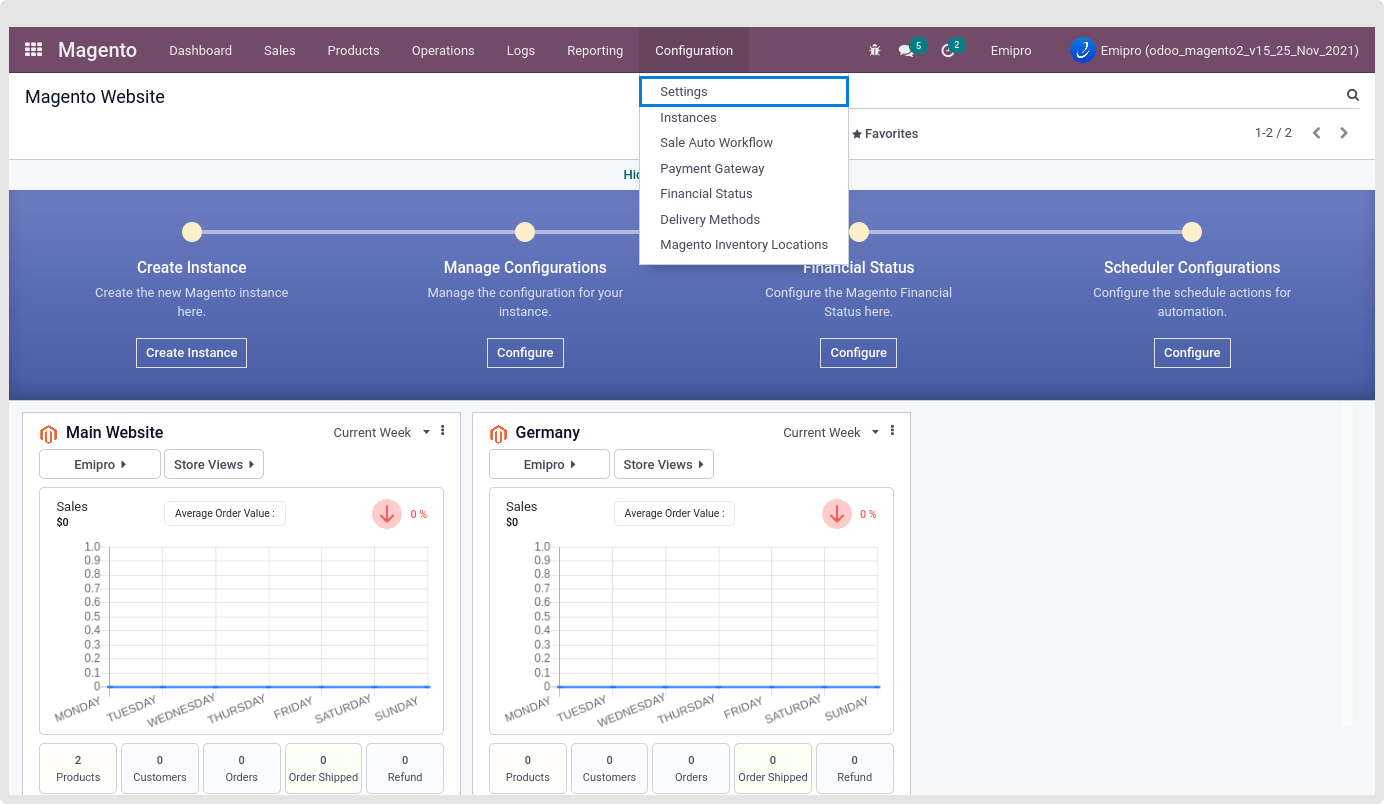 Magento Dashboard Sales Products Operations Logs Reporting Configuration 5 2 Emipro Emipro (odoo_magento2_v15_25_Nov_2021)
Magento Website
Settings
Instances
Sale Auto Workflow
Payment Gateway
Financial Status
Delivery Methods
Magento Inventory Locations
Favorites 1-2 / 2
Create Instance
Create the new Magento instance
here.
Create Instance
Manage Configurations
Manage the configuration for your
instance.
Configure
Financial Status
Configure the Magento Financial
Status here.
Configure
Scheduler Configurations
Configure the schedule actions for
automation.
Configure
Main Website Current Week
Emipro Store Views
Sales
$0
Average Order Value :
0 %
1.0
0.9
0.8
0.7
0.6
0.5
0.4
0.3
0.2
0.1
0
MONDAY TUESDAY WEDNESDAY THURSDAY FRIDAY SATURDAY SUNDAY
2 0 0 0 0
Products Customers Orders Order Shipped Refund
Germany Current Week
Emipro Store Views
Sales
$0
Average Order Value :
0 %
1.0
0.9
0.8
0.7
0.6
0.5
0.4
0.3
0.2
0.1
0
MONDAY TUESDAY WEDNESDAY THURSDAY FRIDAY SATURDAY SUNDAY
0 0 0 0 0
Products Customers Orders Order Shipped Refund